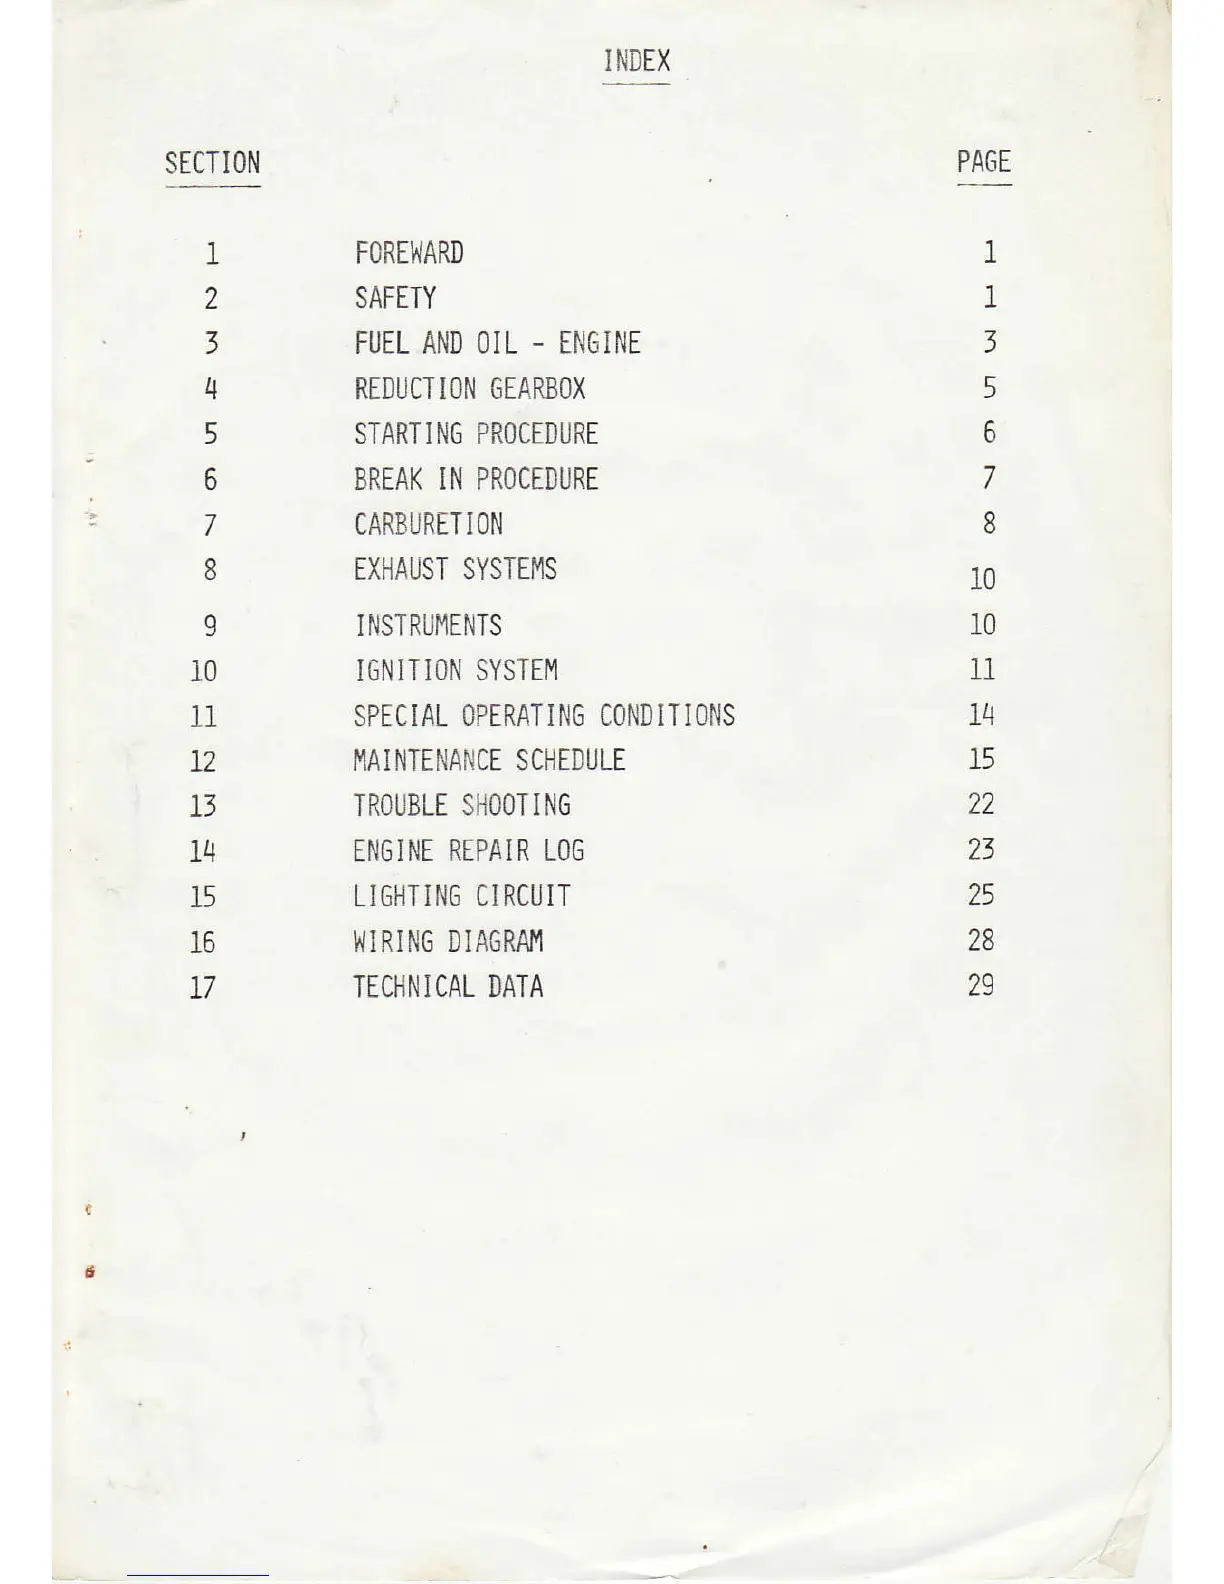 INDEX
SECTION PAGE
1 FOREWARD 1
2 SAFETY 1
3 FUEL AND OIL - ENGINE 3
4 REDUCTION GEARBOX 5
5 STARTING PROCEDURE 6
6 BREAK IN PROCEDURE 7
7 CARBURETION 8
8 EXHAUST SYSTEMS 10
9 INSTRUMENTS 10
10 IGNITION SYSTEM 11
11 SPECIAL OPERATING CONDITIONS 14
12 MAINTENANCE SCHEDULE 15
13 TROUBLE SHOOTING 22
14 ENGINE REPAIR LOG 23
15 LIGHTING CIRCUIT 25
16 WIRING DIAGRAM 28
17 TECHNICAL DATA 29